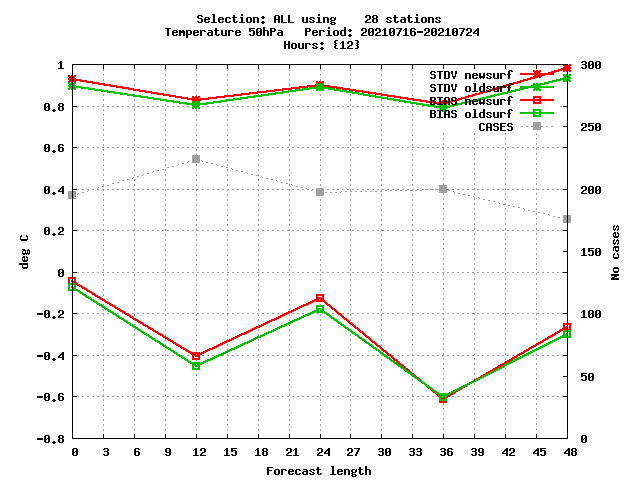 Selection: ALL using    28 stations
Temperature 50hPa   Period: 20210716-20210724
Hours: {12}
STDV newsurf
STDV oldsurf
BIAS newsurf
BIAS oldsurf
CASES
1
0.8
0.6
0.4
0.2
0
-0.2
-0.4
-0.6
-0.8
deg C
300
250
200
150
100
50
0
No cases
0 3 6 9 12 15 18 21 24 27 30 33 36 39 42 45 48
Forecast length